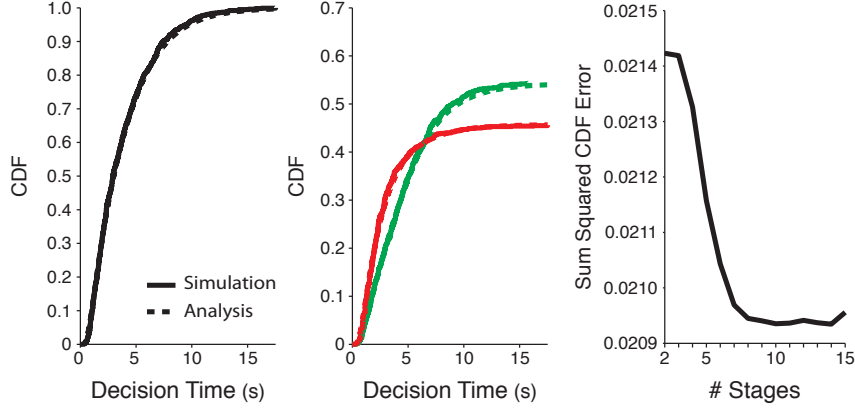 1.0
0.9
0.8
0.7
0.6
0.5
0.4
0.3
0.2
0.1
0
CDF
Simulation
Analysis
0 5 10 15
Decision Time (s)
0.7
0.6
0.5
0.4
0.3
0.2
0.1
0
CDF
0 5 10 15
Decision Time (s)
0.0215
0.0214
0.0213
0.0212
0.0211
0.0210
0.0209
Sum Squared CDF Error
2 5 10 15
# Stages